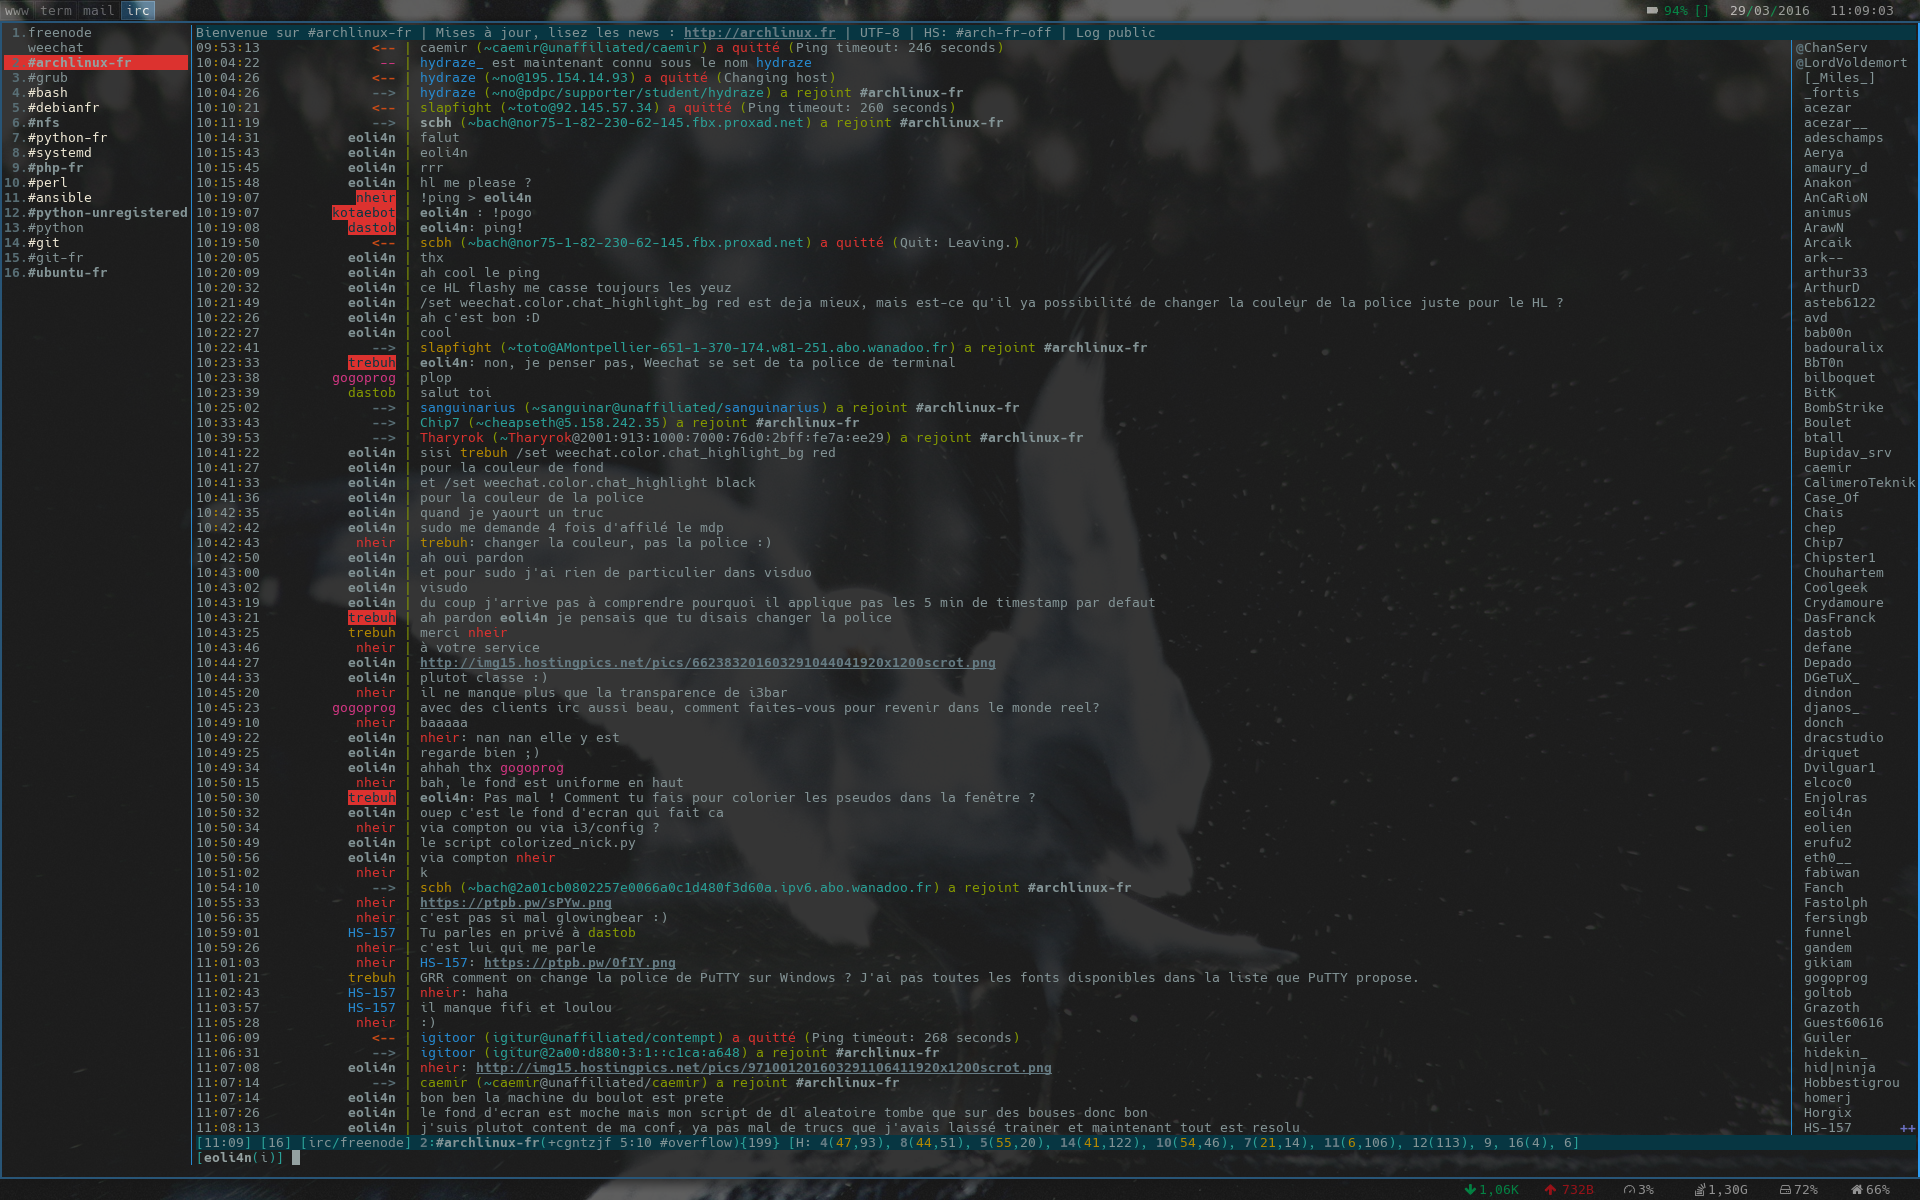 www term mail irc 94% [] 29/03/2016 11:09:03
1.freenode
weechat
2.#archlinux-fr
3.#grub
4.#bash
5.#debianfr
6.#nfs
7.#python-fr
8.#systemd
9.#php-fr
10.#perl
11.#ansible
12.#python-unregistered
13.#python
14.#git
15.#git-fr
16.#ubuntu-fr
Bienvenue sur #archlinux-fr | Mises à jour, lisez les news : http://archlinux.fr | UTF-8 | HS: #arch-fr-off | Log public
09:53:13 <-- | caemir (~caemir@unaffiliated/caemir) a quitté (Ping timeout: 246 seconds)
10:04:22 -- | hydraze_ est maintenant connu sous le nom hydraze
10:04:26 <-- | hydraze (~no@195.154.14.93) a quitté (Changing host)
10:04:26 --> | hydraze (~no@pdpc/supporter/student/hydraze) a rejoint #archlinux-fr
10:10:21 <-- | slapfight (~toto@92.145.57.34) a quitté (Ping timeout: 260 seconds)
10:11:19 --> | scbh (~bach@nor75-1-82-230-62-145.fbx.proxad.net) a rejoint #archlinux-fr
10:14:31 eoli4n | falut
10:15:43 eoli4n | eoli4n
10:15:45 eoli4n | rrr
10:15:48 eoli4n | hl me please ?
10:19:07 nheir | !ping > eoli4n
10:19:07 kotaebot | eoli4n : !pogo
10:19:08 dastob | eoli4n: ping!
10:19:50 <-- | scbh (~bach@nor75-1-82-230-62-145.fbx.proxad.net) a quitté (Quit: Leaving.)
10:20:05 eoli4n | thx
10:20:09 eoli4n | ah cool le ping
10:20:32 eoli4n | ce HL flashy me casse toujours les yeuz
10:21:49 eoli4n | /set weechat.color.chat_highlight_bg red est deja mieux, mais est-ce qu'il ya possibilité de changer la couleur de la police juste pour le HL ?
10:22:26 eoli4n | ah c'est bon :D
10:22:27 eoli4n | cool
10:22:41 --> | slapfight (~toto@AMontpellier-651-1-370-174.w81-251.abo.wanadoo.fr) a rejoint #archlinux-fr
10:23:33 trebuh | eoli4n: non, je penser pas, Weechat se set de ta police de terminal
10:23:38 gogoprog | plop
10:23:39 dastob | salut toi
10:25:02 --> | sanguinarius (~sanguinar@unaffiliated/sanguinarius) a rejoint #archlinux-fr
10:33:43 --> | Chip7 (~cheapseth@5.158.242.35) a rejoint #archlinux-fr
10:39:53 --> | Tharyrok (~Tharyrok@2001:913:1000:7000:76d0:2bff:fe7a:ee29) a rejoint #archlinux-fr
10:41:22 eoli4n | sisi trebuh /set weechat.color.chat_highlight_bg red
10:41:27 eoli4n | pour la couleur de fond
10:41:33 eoli4n | et /set weechat.color.chat_highlight black
10:41:36 eoli4n | pour la couleur de la police
10:42:35 eoli4n | quand je yaourt un truc
10:42:42 eoli4n | sudo me demande 4 fois d'affilé le mdp
10:42:43 nheir | trebuh: changer la couleur, pas la police :)
10:42:50 eoli4n | ah oui pardon
10:43:00 eoli4n | et pour sudo j'ai rien de particulier dans visduo
10:43:02 eoli4n | visudo
10:43:19 eoli4n | du coup j'arrive pas à comprendre pourquoi il applique pas les 5 min de timestamp par defaut
10:43:21 trebuh | ah pardon eoli4n je pensais que tu disais changer la police
10:43:25 trebuh | merci nheir
10:43:46 nheir | à votre service
10:44:27 eoli4n | http://img15.hostingpics.net/pics/662383201603291044041920x1200scrot.png
10:44:33 eoli4n | plutot classe :)
10:45:20 nheir | il ne manque plus que la transparence de i3bar
10:45:23 gogoprog | avec des clients irc aussi beau, comment faites-vous pour revenir dans le monde reel?
10:49:10 nheir | baaaaa
10:49:22 eoli4n | nheir: nan nan elle y est
10:49:25 eoli4n | regarde bien ;)
10:49:34 eoli4n | ahhah thx gogoprog
10:50:15 nheir | bah, le fond est uniforme en haut
10:50:30 trebuh | eoli4n: Pas mal ! Comment tu fais pour colorier les pseudos dans la fenêtre ?
10:50:32 eoli4n | ouep c'est le fond d'ecran qui fait ca
10:50:34 nheir | via compton ou via i3/config ?
10:50:49 eoli4n | le script colorized_nick.py
10:50:56 eoli4n | via compton nheir
10:51:02 nheir | k
10:54:10 --> | scbh (~bach@2a01cb0802257e0066a0c1d480f3d60a.ipv6.abo.wanadoo.fr) a rejoint #archlinux-fr
10:55:33 nheir | https://ptpb.pw/sPYw.png
10:56:35 nheir | c'est pas si mal glowingbear :)
10:59:01 HS-157 | Tu parles en privé à dastob
10:59:26 nheir | c'est lui qui me parle
11:01:03 nheir | HS-157: https://ptpb.pw/0fIY.png
11:01:21 trebuh | GRR comment on change la police de PuTTY sur Windows ? J'ai pas toutes les fonts disponibles dans la liste que PuTTY propose.
11:02:43 HS-157 | nheir: haha
11:03:57 HS-157 | il manque fifi et loulou
11:05:28 nheir | :)
11:06:09 <-- | igitoor (igitur@unaffiliated/contempt) a quitté (Ping timeout: 268 seconds)
11:06:31 --> | igitoor (igitur@2a00:d880:3:1::c1ca:a648) a rejoint #archlinux-fr
11:07:08 eoli4n | nheir: http://img15.hostingpics.net/pics/971001201603291106411920x1200scrot.png
11:07:14 --> | caemir (~caemir@unaffiliated/caemir) a rejoint #archlinux-fr
11:07:14 eoli4n | bon ben la machine du boulot est prete
11:07:26 eoli4n | le fond d'ecran est moche mais mon script de dl aleatoire tombe que sur des bouses donc bon
11:08:13 eoli4n | j'suis plutot content de ma conf, ya pas mal de trucs que j'avais laissé trainer et maintenant tout est resolu
[11:09] [16] [irc/freenode] 2:#archlinux-fr(+cgntzjf 5:10 #overflow){199} [H: 4(47,93), 8(44,51), 5(55,20), 14(41,122), 10(54,46), 7(21,14), 11(6,106), 12(113), 9, 16(4), 6]
[eoli4n(i)]
@ChanServ
@LordVoldemort
[_Miles_]
_fortis
acezar
acezar__
adeschamps
Aerya
amaury_d
Anakon
AnCaRioN
animus
ArawN
Arcaik
ark--
arthur33
ArthurD
asteb6122
avd
bab00n
badouralix
BbT0n
bilboquet
BitK
BombStrike
Boulet
btall
Bupidav_srv
caemir
CalimeroTeknik
Case_Of
Chais
chep
Chip7
Chipster1
Chouhartem
Coolgeek
Crydamoure
DasFranck
dastob
defane
Depado
DGeTuX_
dindon
djanos_
donch
dracstudio
driquet
Dvilguar1
elcoc0
Enjolras
eoli4n
eolien
erufu2
eth0__
fabiwan
Fanch
Fastolph
fersingb
funnel
gandem
gikiam
gogoprog
goltob
Grazoth
Guest60616
Guiler
hidekin_
hid|ninja
Hobbestigrou
homerj
Horgix
HS-157 ++
1,06K 732B 3% 1,30G 72% 66%